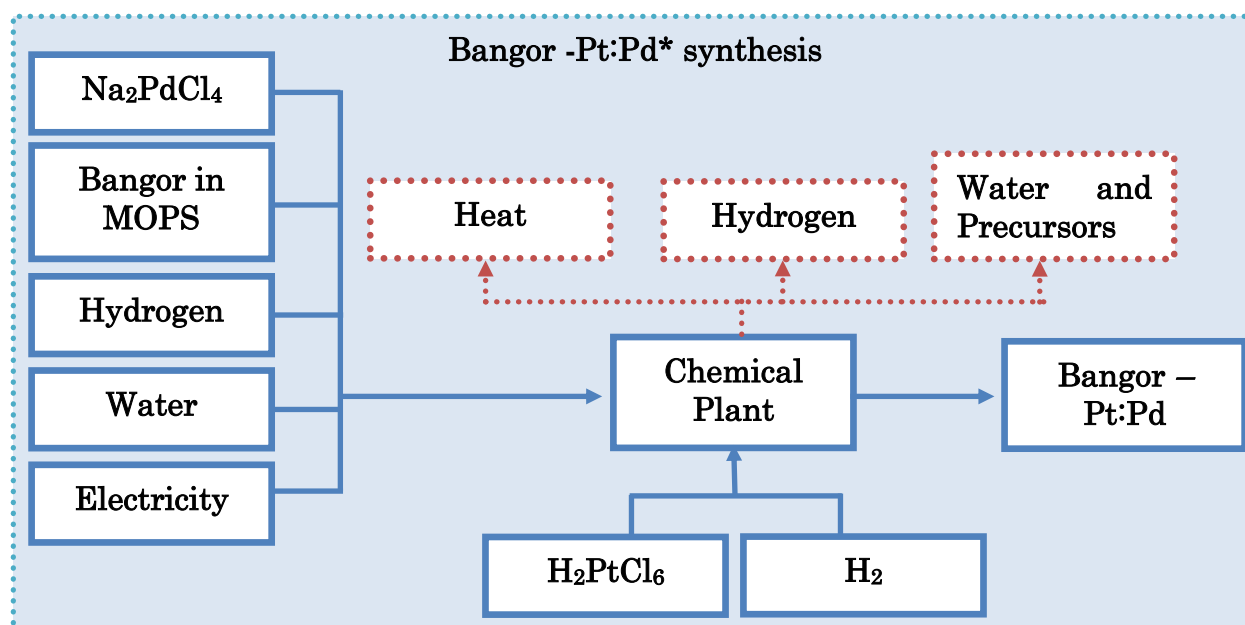 Bangor -Pt:Pd* synthesis
Na₂PdCl₄
Bangor in
MOPS
Hydrogen
Water
Electricity
Heat
Hydrogen
Water and
Precursors
Chemical
Plant
Bangor –
Pt:Pd
H₂PtCl₆
H₂